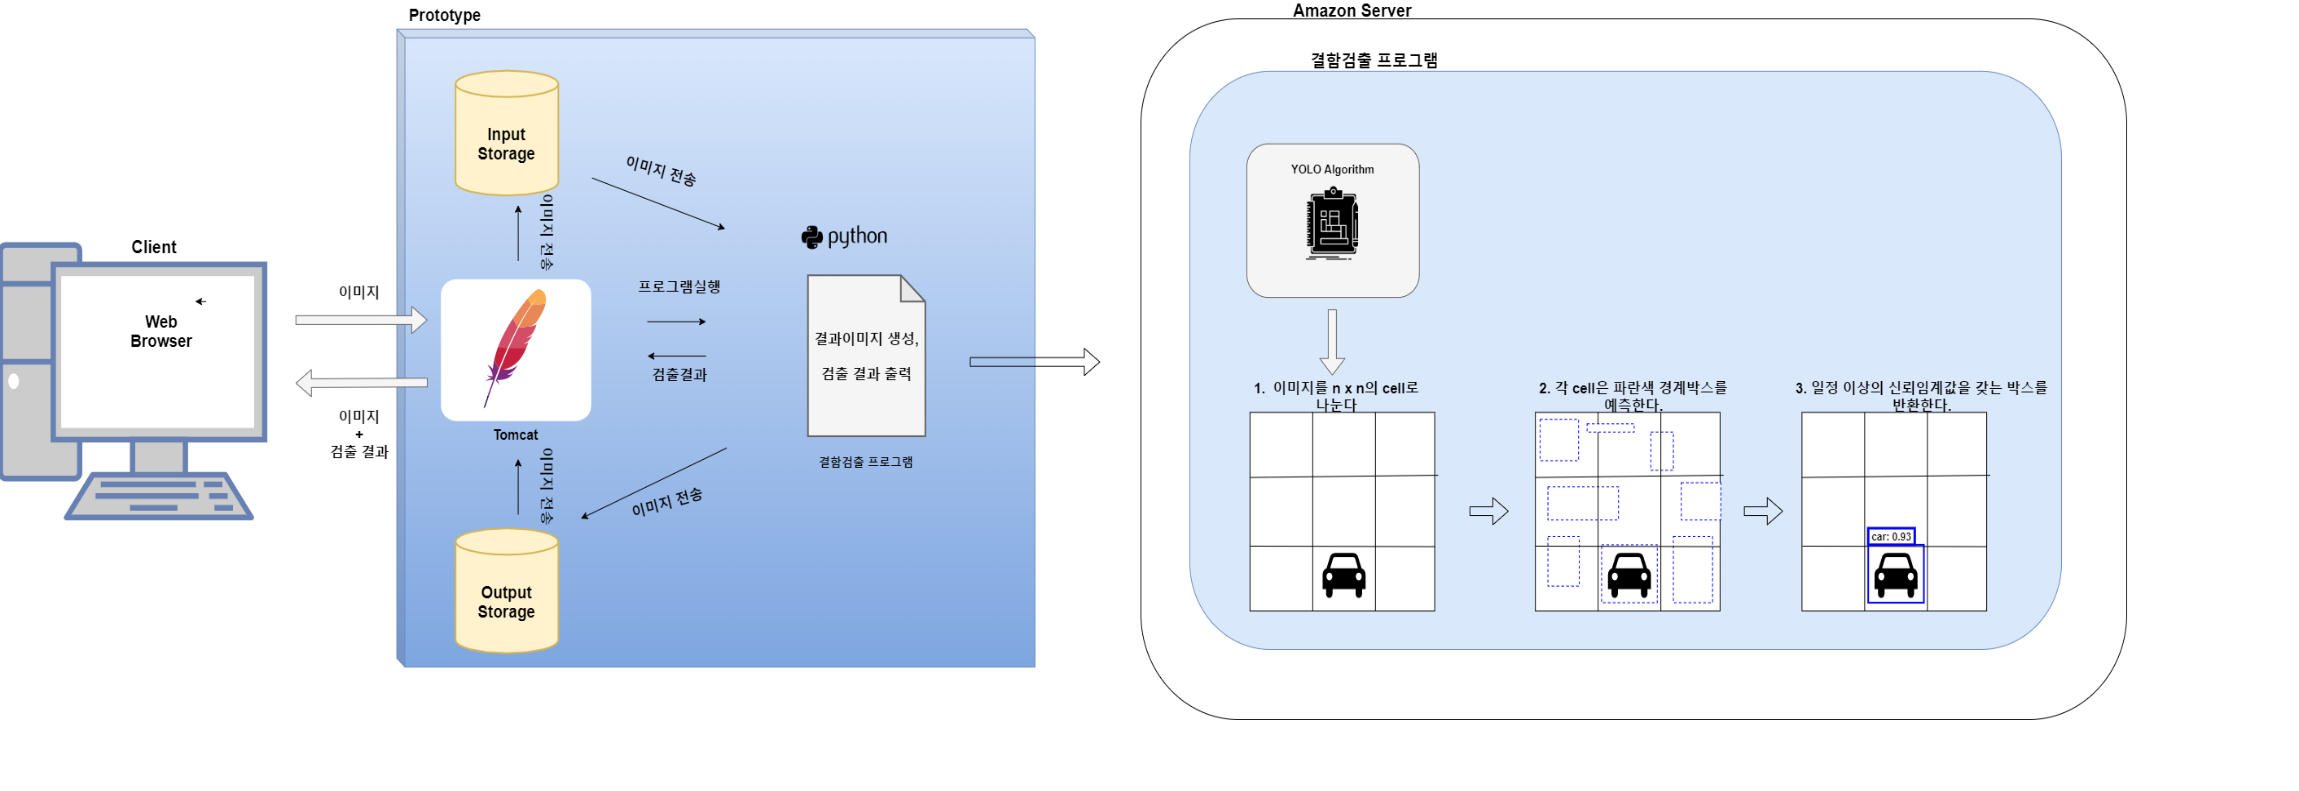 Prototype
Input
Storage
이미지 전송
이미지 전송
python
Client
Web
Browser
이미지
이미지
+
검출 결과
프로그램실행
검출결과
Tomcat
결과이미지 생성,
검출 결과 출력
결함검출 프로그램
이미지 전송
이미지 전송
Output
Storage
Amazon Server
결함검출 프로그램
YOLO Algorithm
1. 이미지를 n x n의 cell로
나눈다
2. 각 cell은 파란색 경계박스를
예측한다.
3. 일정 이상의 신뢰임계값을 갖는 박스를
반환한다.
car: 0.93